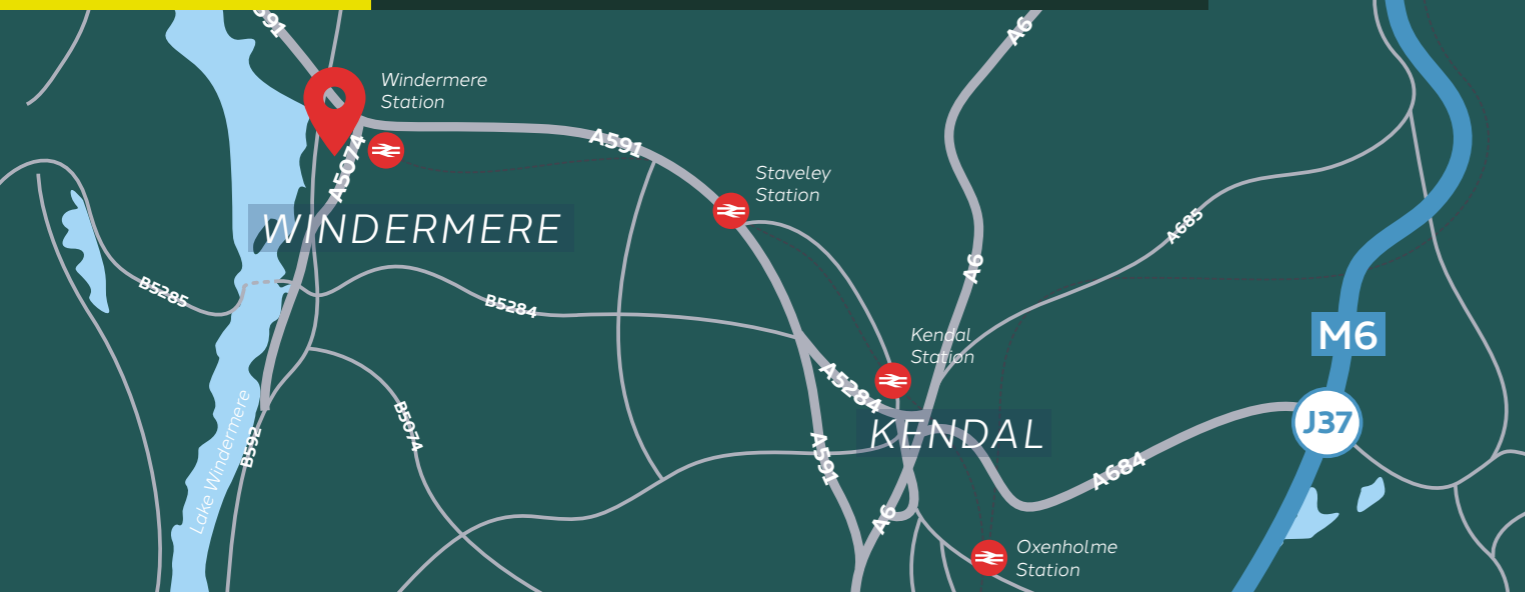 591
A6
Windermere
Station
A591
A5074
Staveley
Station
WINDERMERE
A685
A6
B5285
B5284
M6
Kendal
Station
A5284
Lake Windermere
B592
B5074
KENDAL
J37
A591
A684
A6
Oxenholme
Station